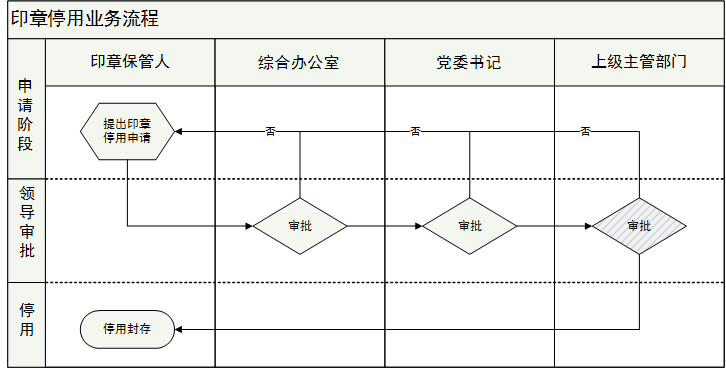 印章停用业务流程
印章保管人
综合办公室
党委书记
上级主管部门
申请阶段
提出印章
停用申请
否
否
否
领导审批
审批
审批
审批
停用
停用封存